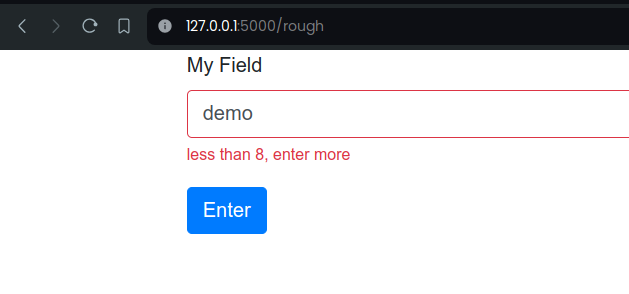 127.0.0.1:5000/rough
My Field
demo
less than 8, enter more
Enter